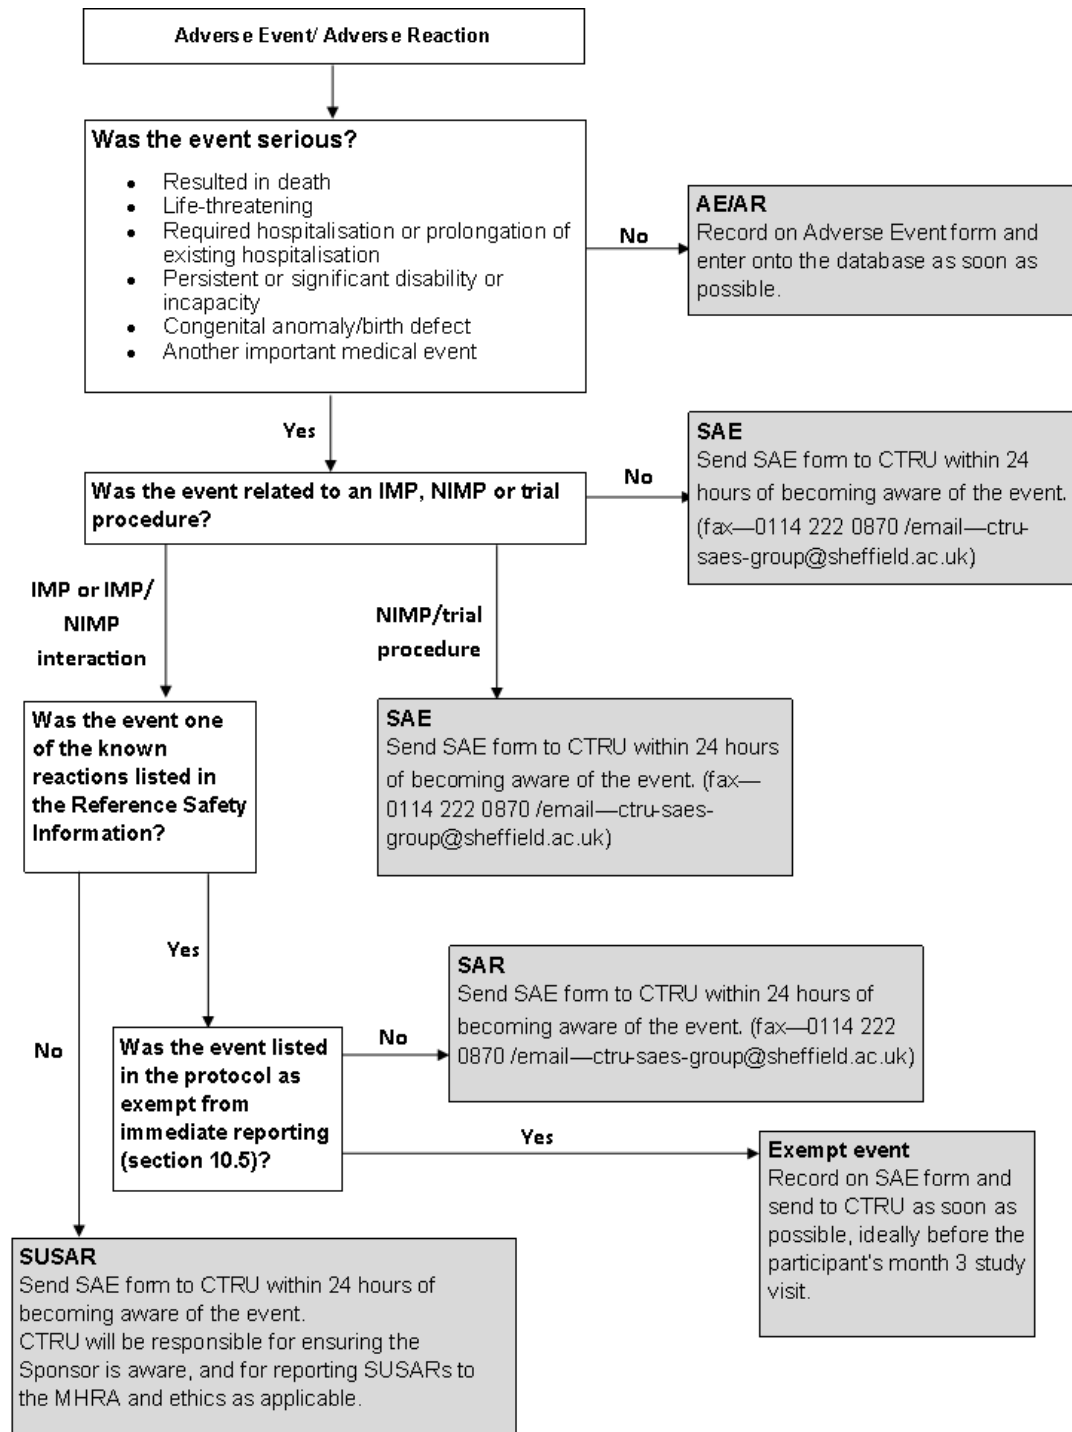 Adverse Event/ Adverse Reaction
Was the event serious?
• Resulted in death
• Life-threatening
• Required hospitalisation or prolongation of
existing hospitalisation
• Persistent or significant disability or
incapacity
• Congenital anomaly/birth defect
• Another important medical event
No
AE/AR
Record on Adverse Event form and
enter onto the database as soon as
possible.
Yes
Was the event related to an IMP, NIMP or trial
procedure?
No
SAE
Send SAE form to CTRU within 24
hours of becoming aware of the event.
(fax—0114 222 0870 /email—ctru-
saes-group@sheffield.ac.uk)
IMP or IMP/
NIMP
interaction
NIMP/trial
procedure
Was the event one
of the known
reactions listed in
the Reference Safety
Information?
SAE
Send SAE form to CTRU within 24 hours
of becoming aware of the event. (fax—
0114 222 0870 /email—ctru-saes-
group@sheffield.ac.uk)
Yes
No
Was the event listed
in the protocol as
exempt from
immediate reporting
(section 10.5)?
No
SAR
Send SAE form to CTRU within 24 hours of
becoming aware of the event. (fax—0114 222
0870 /email—ctru-saes-group@sheffield.ac.uk)
Yes
Exempt event
Record on SAE form and
send to CTRU as soon as
possible, ideally before the
participant's month 3 study
visit.
SUSAR
Send SAE form to CTRU within 24 hours of
becoming aware of the event.
CTRU will be responsible for ensuring the
Sponsor is aware, and for reporting SUSARs to
the MHRA and ethics as applicable.